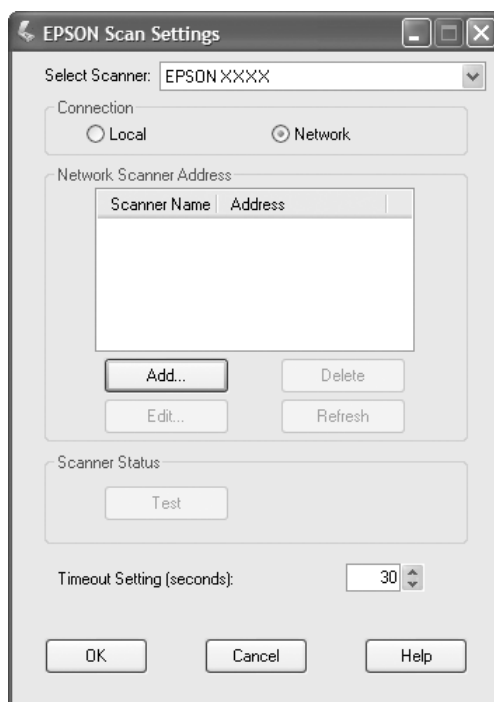 EPSON Scan Settings
Select Scanner: EPSON XXXX
Connection
Local Network
Network Scanner Address
Scanner Name Address
Add... Delete
Edit... Refresh
Scanner Status
Test
Timeout Setting (seconds): 30
OK Cancel Help